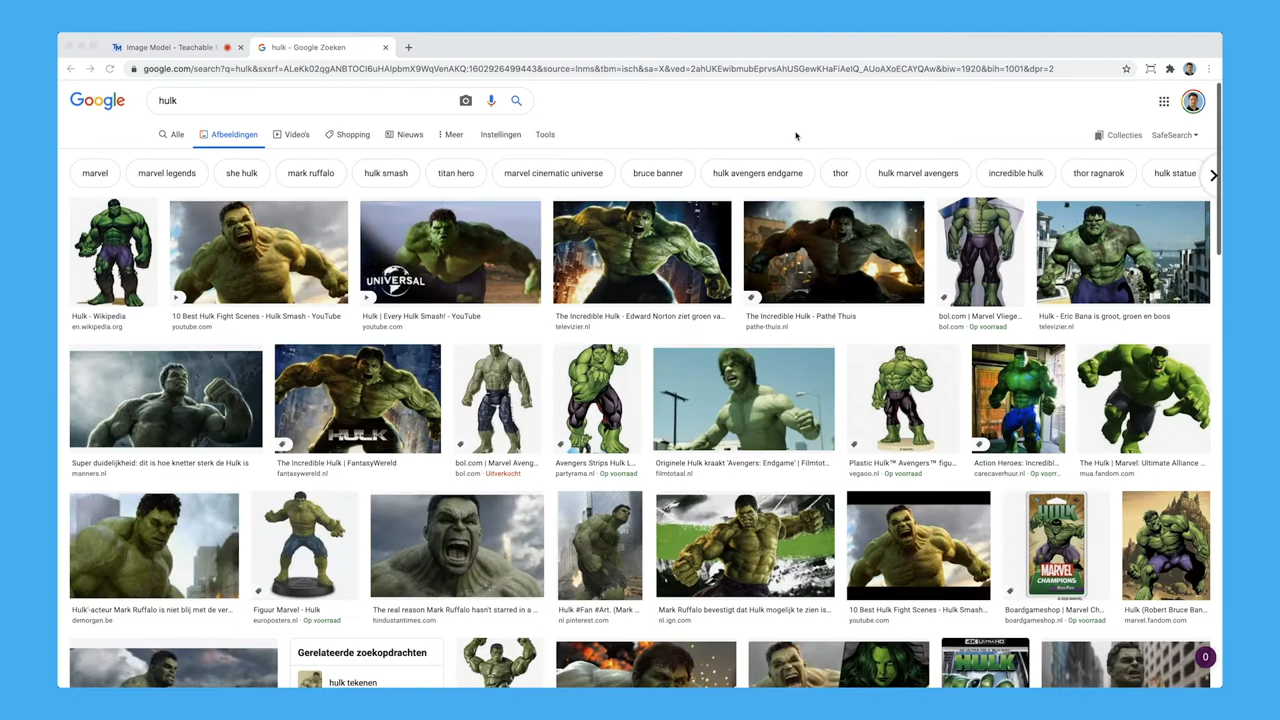 Image Model - Teachable M
hulk - Google Zoeken
google.com/search?q=hulk&sxsrf=ALeKk02qgANBTOCI6uHAlpbmX9WqVenAKQ:1602926499443&source=lnms&tbm=isch&sa=X&ved=2ahUKEwibmubEprvsAhUSGewKHaFiAeIQ_AUoAXoECAYQAw&biw=1920&bih=1001&dpr=2
Google
hulk
Alle Afbeeldingen Video's Shopping Nieuws Meer Instellingen Tools
Collecties SafeSearch
marvel marvel legends she hulk mark ruffalo hulk smash titan hero marvel cinematic universe bruce banner hulk avengers endgame thor hulk marvel avengers incredible hulk thor ragnarok hulk statue
UNIVERSAL
Hulk - Wikipedia
en.wikipedia.org
10 Best Hulk Fight Scenes - Hulk Smash - YouTube
youtube.com
Hulk | Every Hulk Smash! - YouTube
youtube.com
The Incredible Hulk - Edward Norton ziet groen va...
televizier.nl
The Incredible Hulk - Pathé Thuis
pathe-thuis.nl
bol.com | Marvel Vliege...
bol.com · Op voorraad
Hulk - Eric Bana is groot, groen en boos
televizier.nl
HULK
Super duidelijkheid: dit is hoe knetter sterk de Hulk is
manners.nl
The Incredible Hulk | FantasyWereld
fantasywereld.nl
bol.com | Marvel Aveng...
bol.com · Uitverkocht
Avengers Strips Hulk L...
partyrama.nl · Op voorraad
Originele Hulk kraakt 'Avengers: Endgame' | Filmtot...
filmtotaal.nl
Plastic Hulk™ Avengers™ figu...
vegaoo.nl · Op voorraad
Action Heroes: Incredibl...
carecaverhuur.nl · Op voorr...
The Hulk | Marvel: Ultimate Alliance ...
mua.fandom.com
HULK
MARVEL
CHAMPIONS
Hulk'-acteur Mark Ruffalo is niet blij met de ver...
demorgen.be
Figuur Marvel - Hulk
europosters.nl · Op voorraad
The real reason Mark Ruffalo hasn't starred in a ...
hindustantimes.com
Hulk #Fan #Art. (Mark ...
nl.pinterest.com
Mark Ruffalo bevestigt dat Hulk mogelijk te zien is...
nl.ign.com
10 Best Hulk Fight Scenes - Hulk Smash...
youtube.com
Boardgameshop | Marvel Ch...
boardgameshop.nl · Op voorraad
Hulk (Robert Bruce Ban...
marvel.fandom.com
Gerelateerde zoekopdrachten
hulk tekenen
4K ULTRA HD
HULK
0